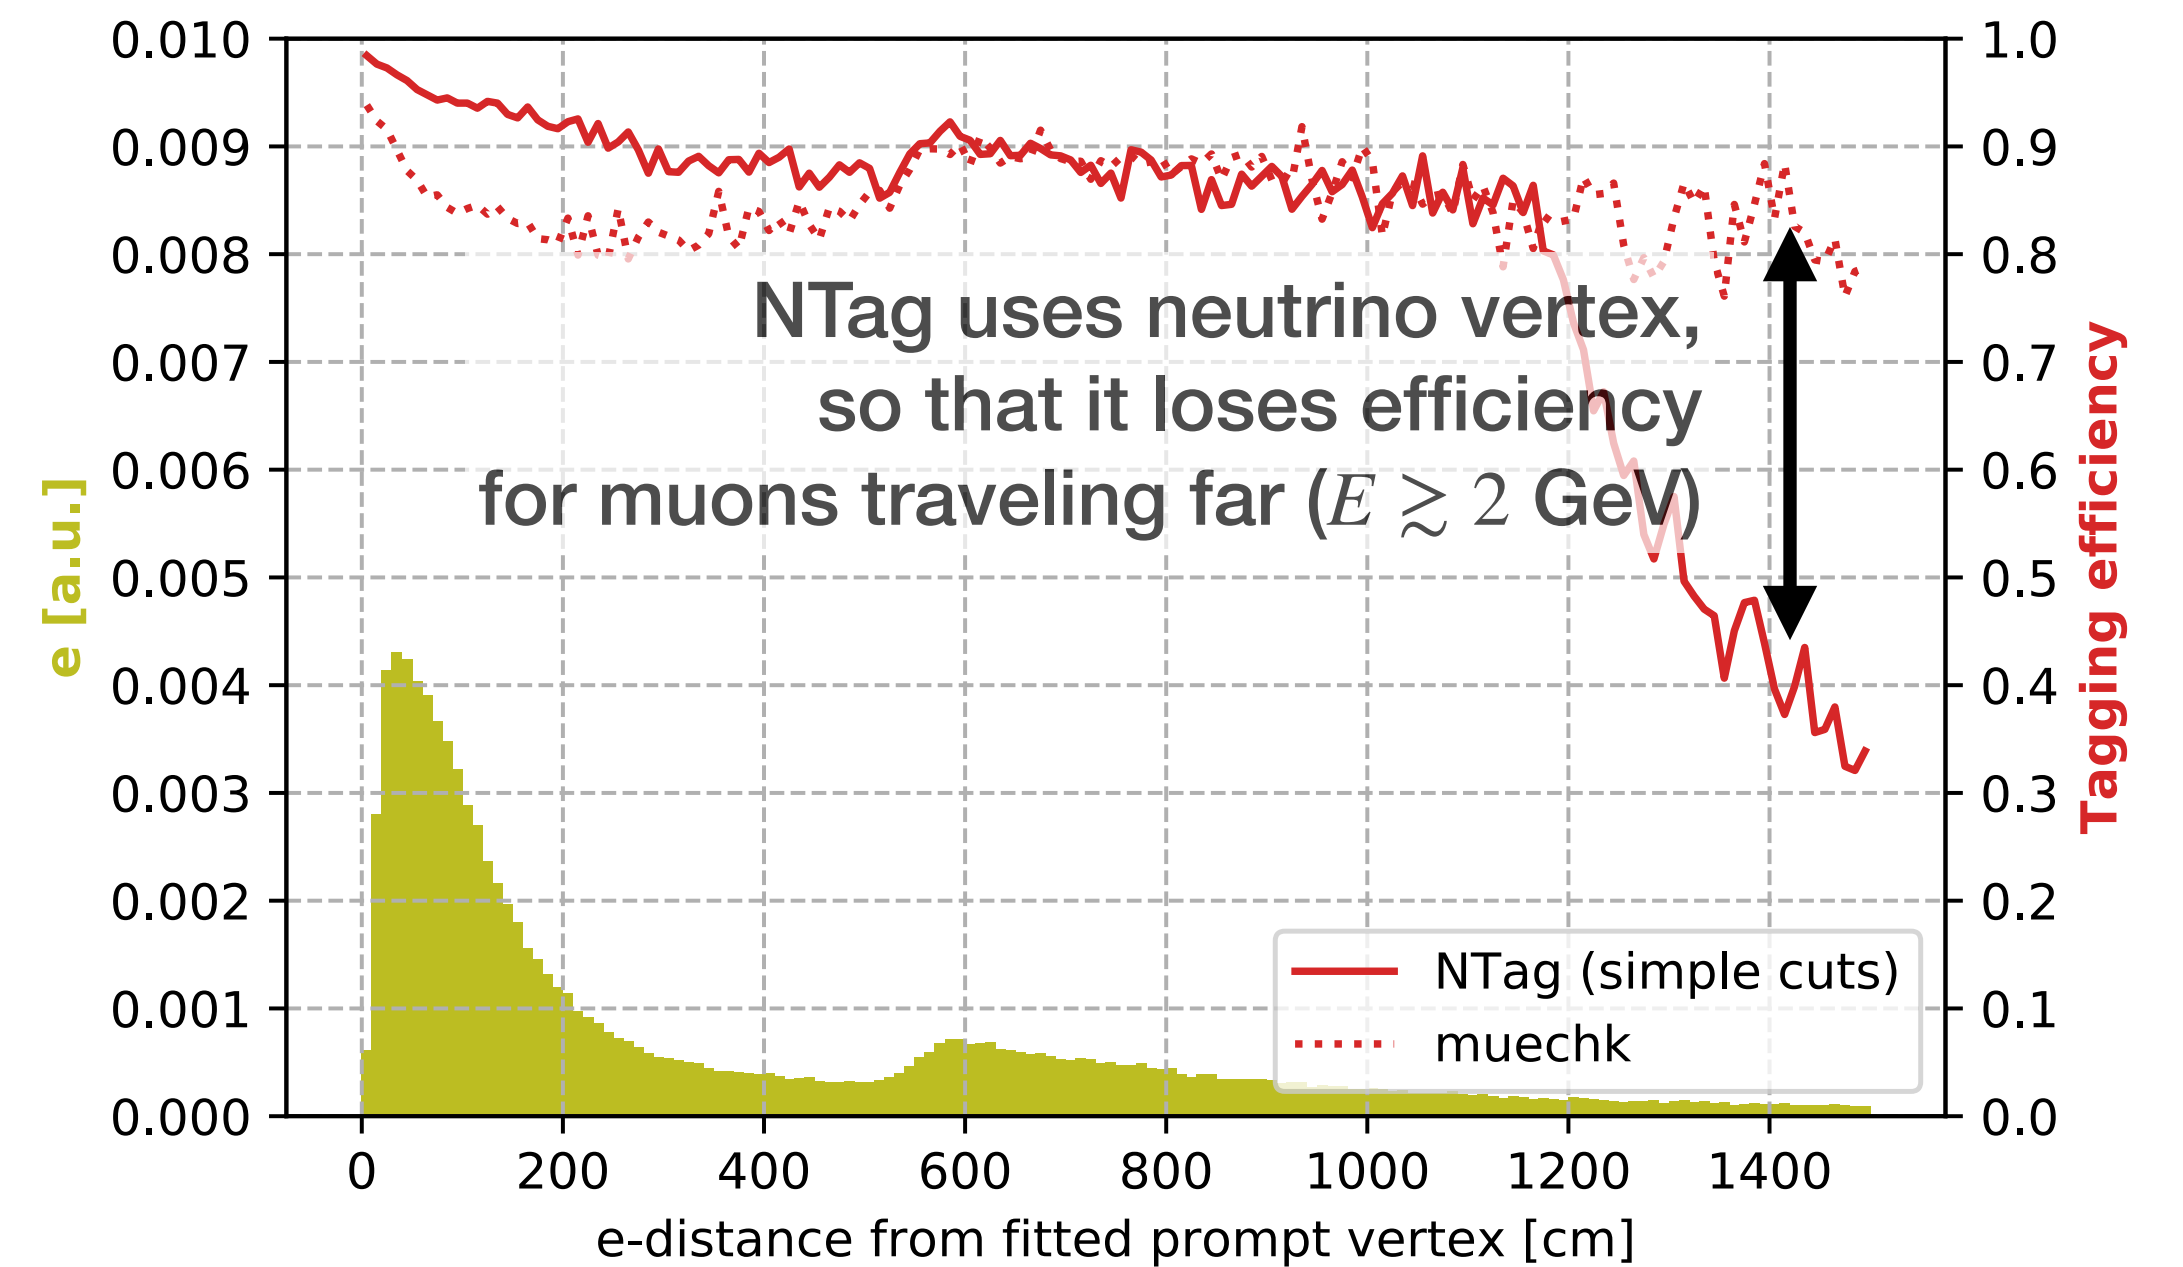 0.010
0.009
0.008
0.007
0.006
0.005
0.004
0.003
0.002
0.001
0.000
e [a.u.]
1.0
0.9
0.8
0.7
0.6
0.5
0.4
0.3
0.2
0.1
0.0
Tagging efficiency
NTag uses neutrino vertex,
so that it loses efficiency
for muons traveling far (E ≳ 2 GeV)
NTag (simple cuts)
muechk
0 200 400 600 800 1000 1200 1400
e-distance from fitted prompt vertex [cm]